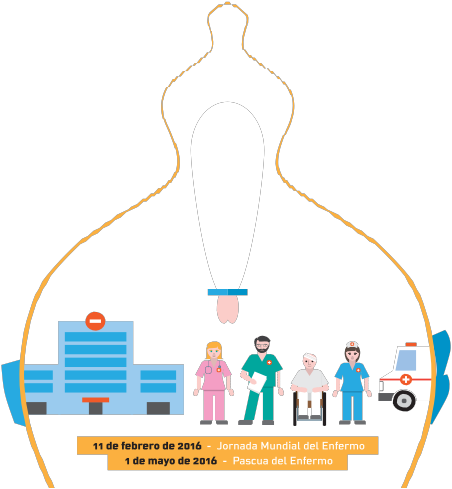 11 de febrero de 2016 - Jornada Mundial del Enfermo
1 de mayo de 2016 - Pascua del Enfermo